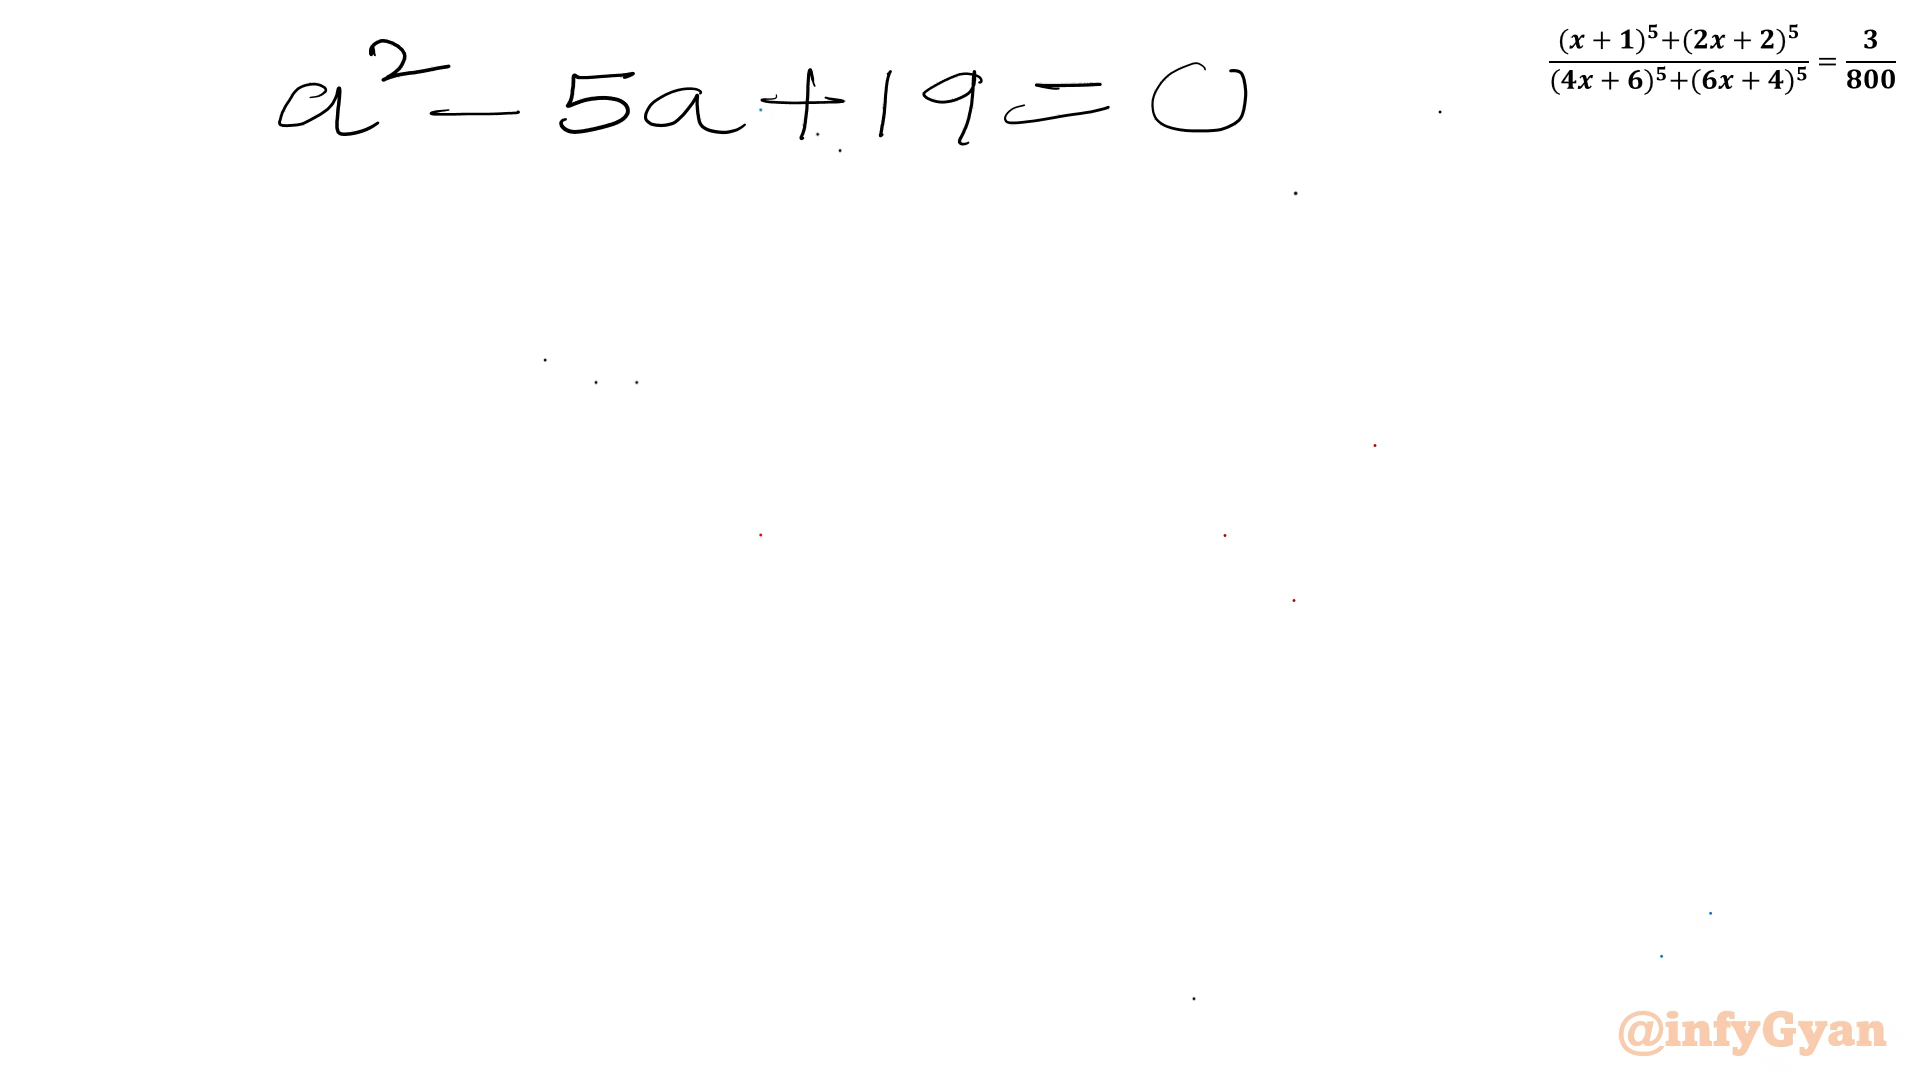 a² − 5a + 19 = 0
(x + 1)⁵+(2x + 2)⁵ / (4x + 6)⁵+(6x + 4)⁵ = 3 / 800
@infyGyan